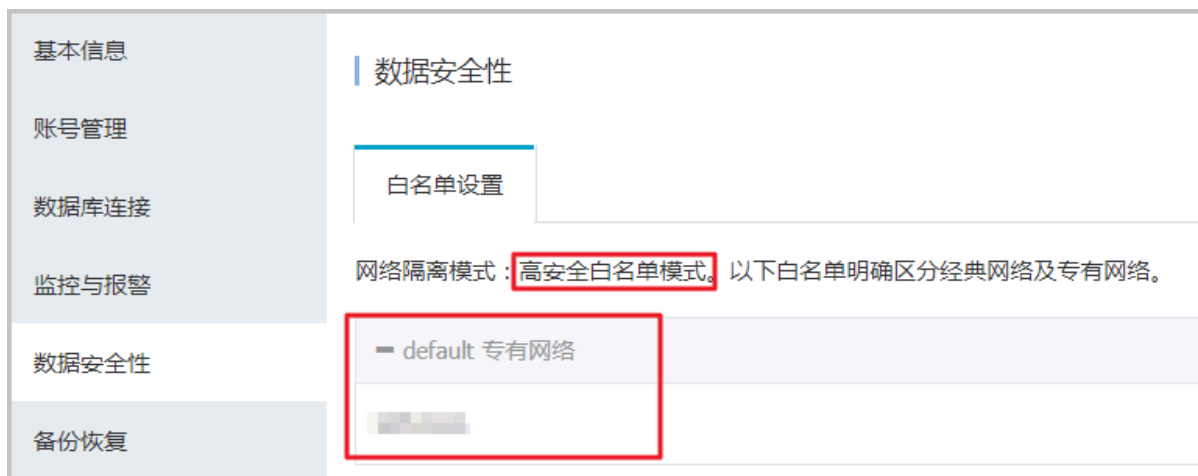 基本信息
账号管理
数据库连接
监控与报警
数据安全性
备份恢复
数据安全性
白名单设置
网络隔离模式：高安全白名单模式。以下白名单明确区分经典网络及专有网络。
default 专有网络